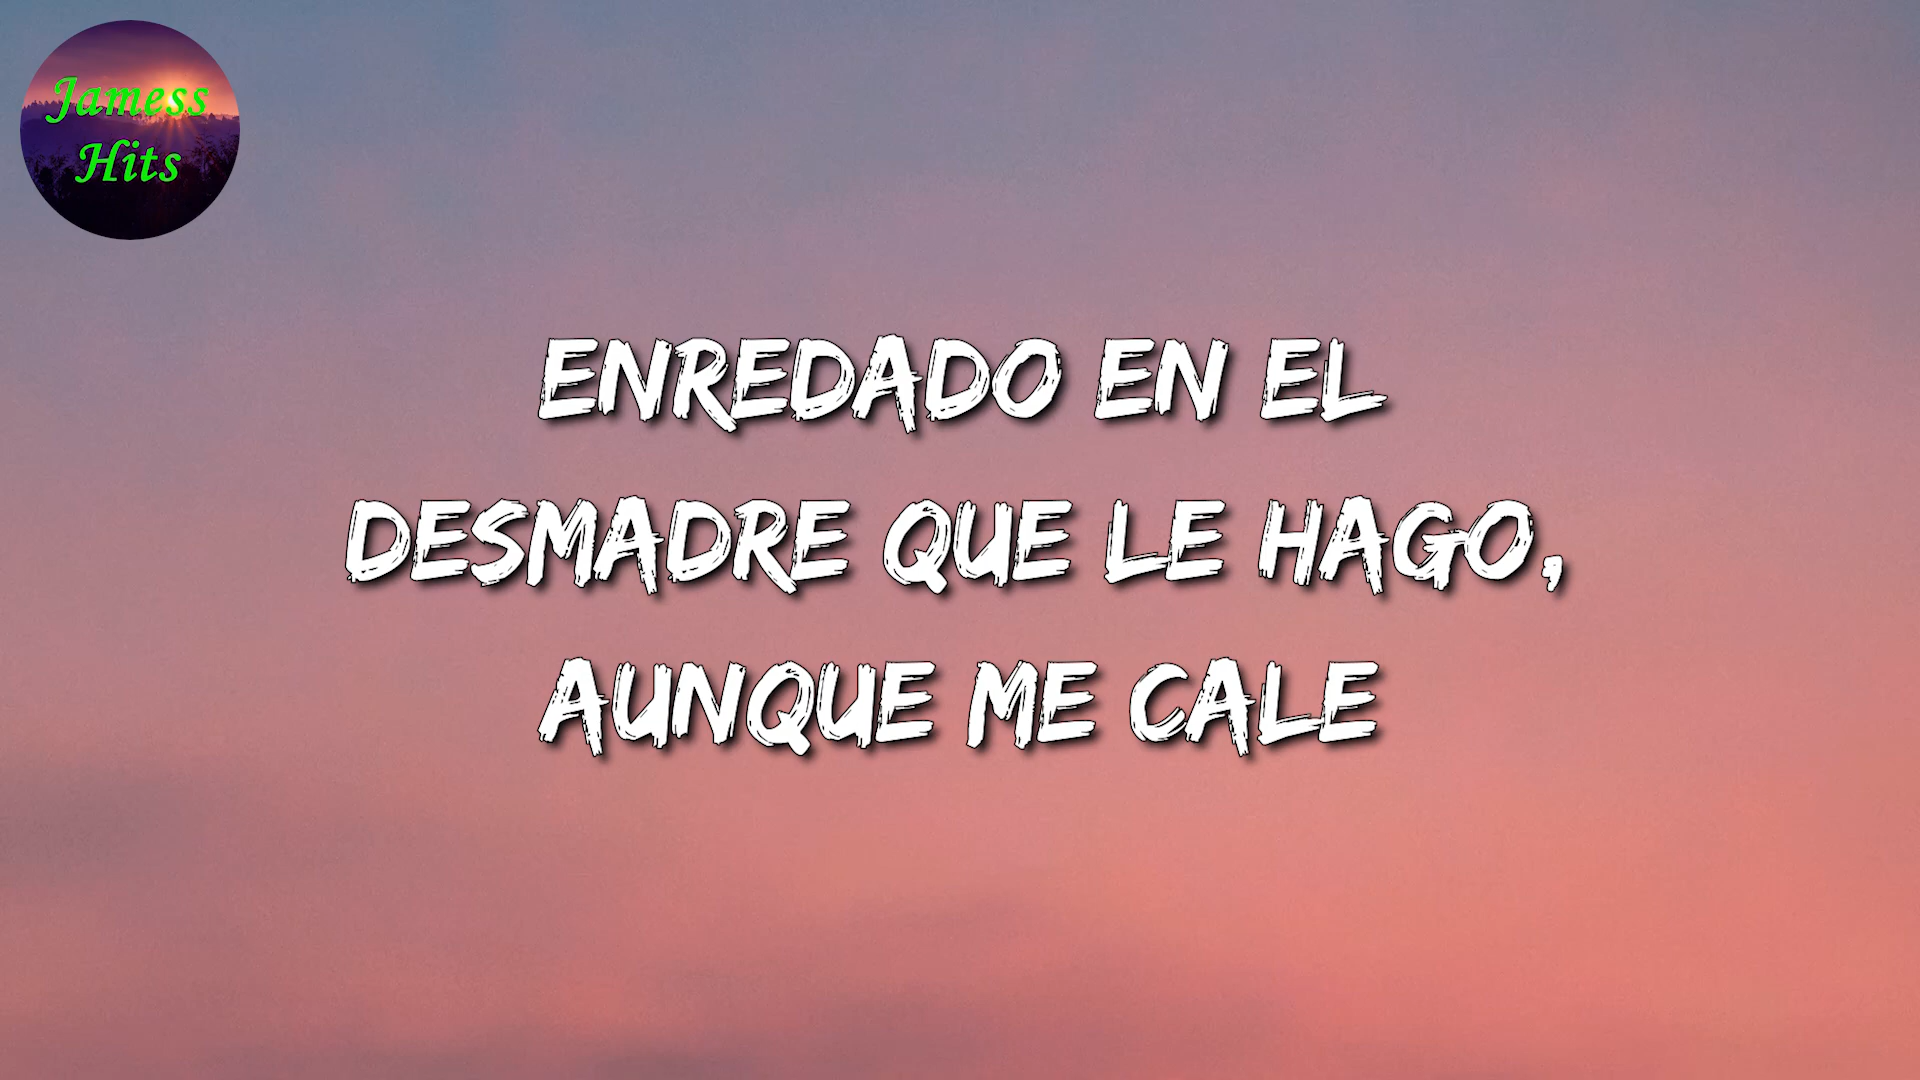 Jamess
Hits
ENREDADO EN EL
DESMADRE QUE LE HAGO,
AUNQUE ME CALE